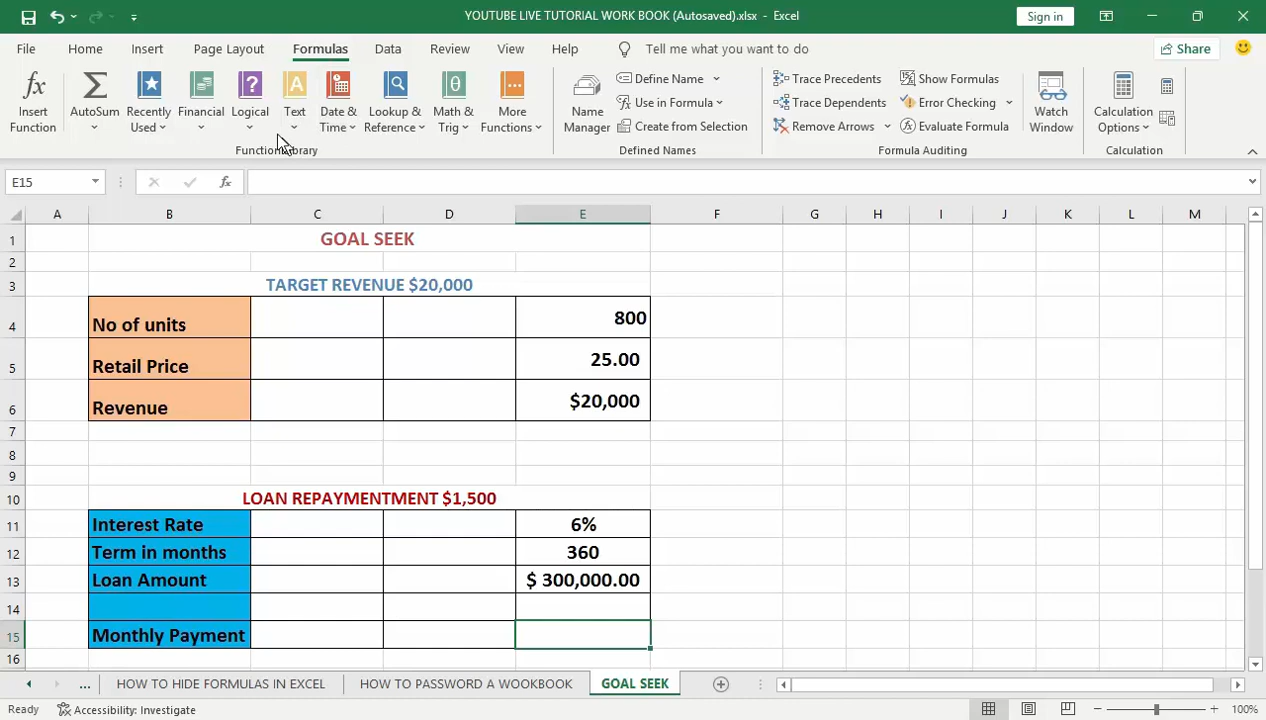 YOUTUBE LIVE TUTORIAL WORK BOOK (Autosaved).xlsx - Excel
Sign in
File Home Insert Page Layout Formulas Data Review View Help Tell me what you want to do Share
Insert Function
AutoSum
Recently Used
Financial
Logical
Text
Date & Time
Lookup & Reference
Math & Trig
More Functions
Name Manager
Define Name
Use in Formula
Create from Selection
Trace Precedents
Trace Dependents
Remove Arrows
Show Formulas
Error Checking
Evaluate Formula
Watch Window
Calculation Options
Defined Names
Formula Auditing
Calculation
E15
fx
A B C D E F G H I J K L M
1 GOAL SEEK
2
3 TARGET REVENUE $20,000
4 No of units 800
5 Retail Price 25.00
6 Revenue $20,000
7
8
9
10 LOAN REPAYMENTMENT $1,500
11 Interest Rate 6%
12 Term in months 360
13 Loan Amount $ 300,000.00
14
15 Monthly Payment
16
... HOW TO HIDE FORMULAS IN EXCEL HOW TO PASSWORD A WOOKBOOK GOAL SEEK
Ready Accessibility: Investigate 100%